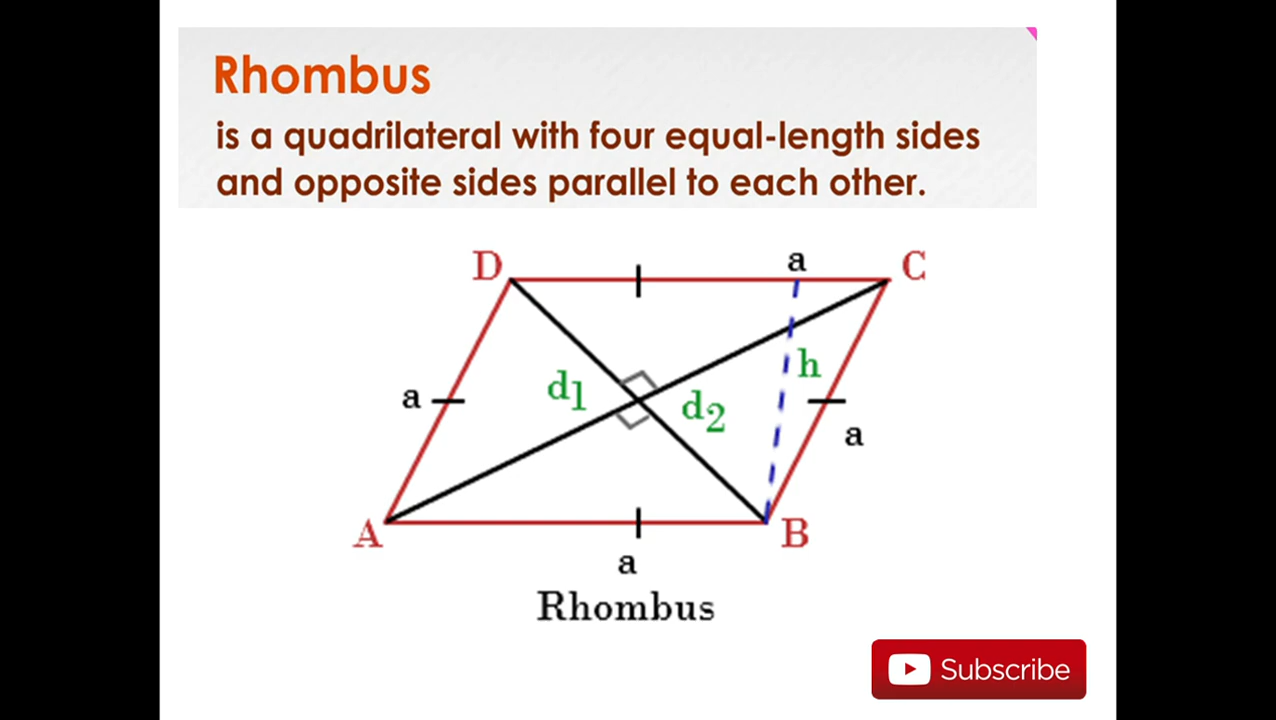 Rhombus
is a quadrilateral with four equal-length sides
and opposite sides parallel to each other.
D a C
h
a d1 d2
a
A B
a
Rhombus
Subscribe